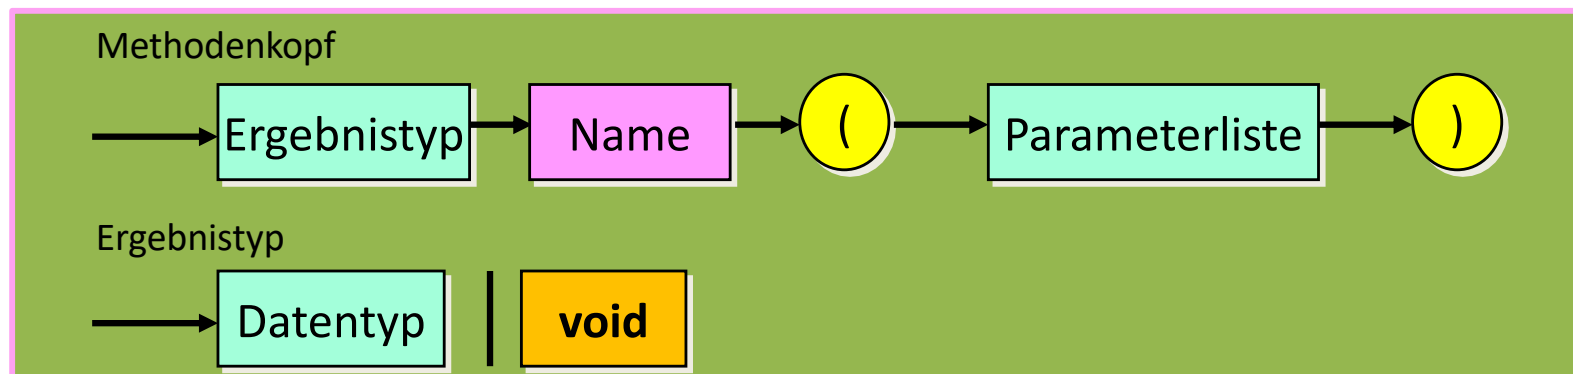 Methodenkopf
Ergebnistyp Name ( Parameterliste )
Ergebnistyp
Datentyp | void